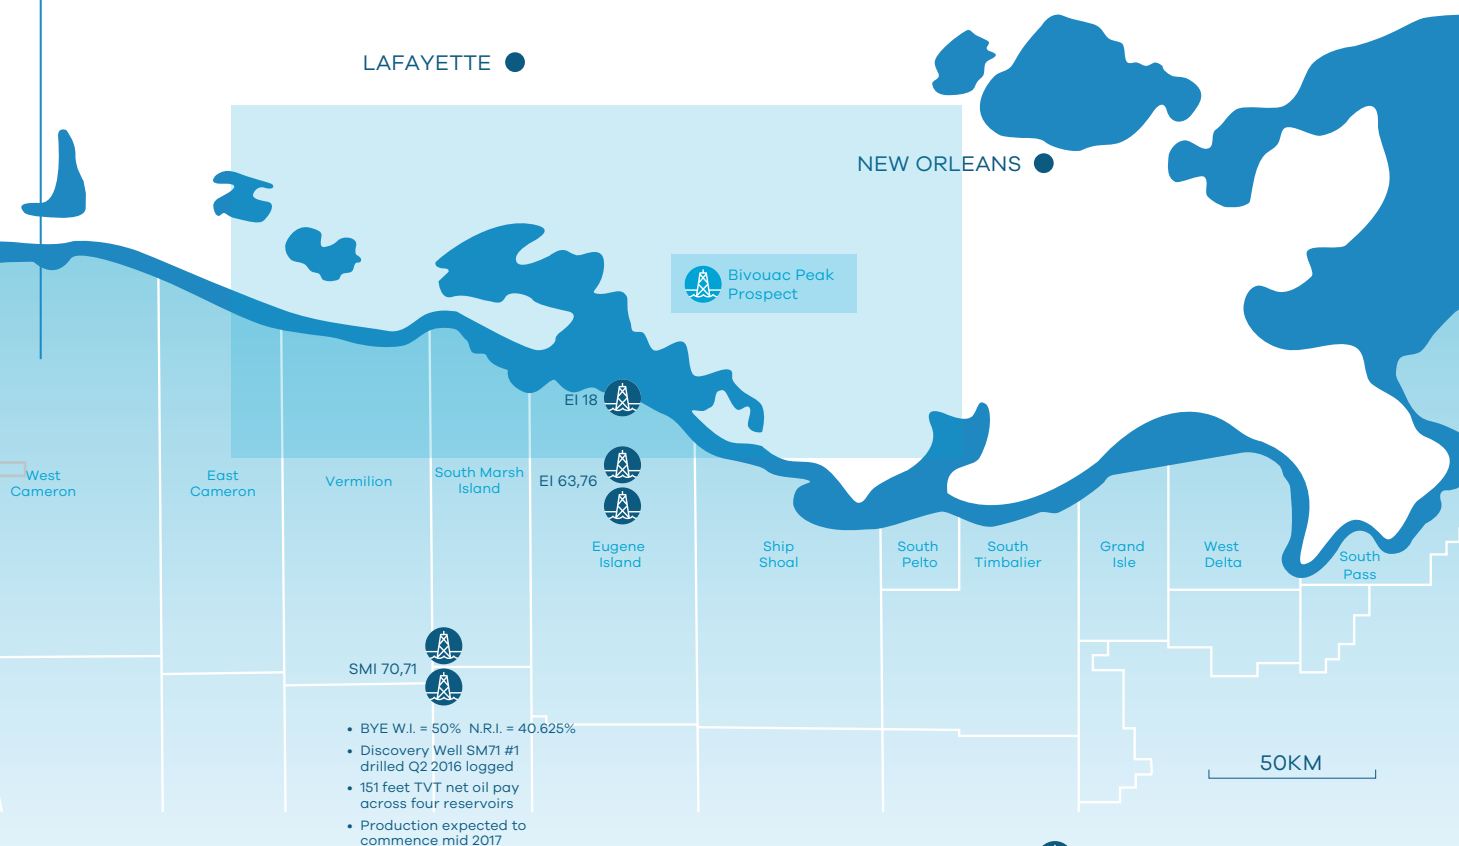 LAFAYETTE
NEW ORLEANS
Bivouac Peak
Prospect
EI 18
EI 63,76
West
Cameron
East
Cameron
Vermilion
South Marsh
Island
Eugene
Island
Ship
Shoal
South
Pelto
South
Timbalier
Grand
Isle
West
Delta
South
Pass
SMI 70,71
• BYE W.I. = 50% N.R.I. = 40.625%
• Discovery Well SM71 #1
drilled Q2 2016 logged
• 151 feet TVT net oil pay
across four reservoirs
• Production expected to
commence mid 2017
50KM